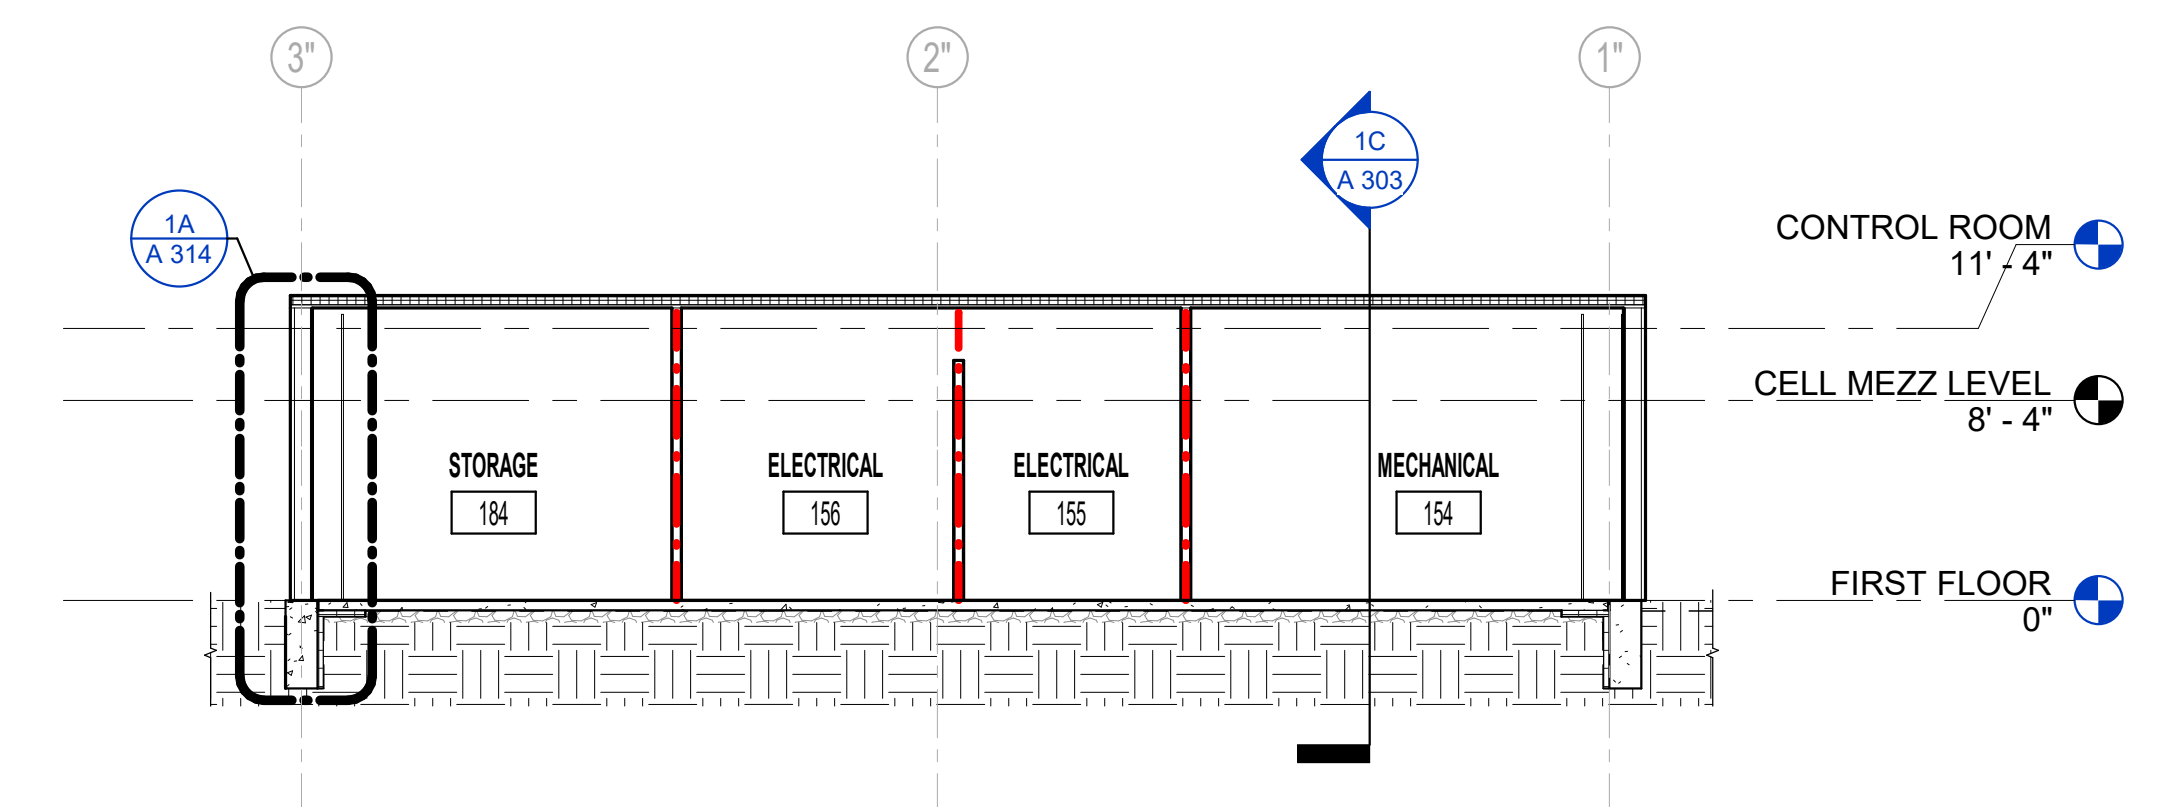 3"
2"
1"
1C
A 303
1A
A 314
CONTROL ROOM
11' - 4"
CELL MEZZ LEVEL
8' - 4"
STORAGE
184
ELECTRICAL
156
ELECTRICAL
155
MECHANICAL
154
FIRST FLOOR
0"